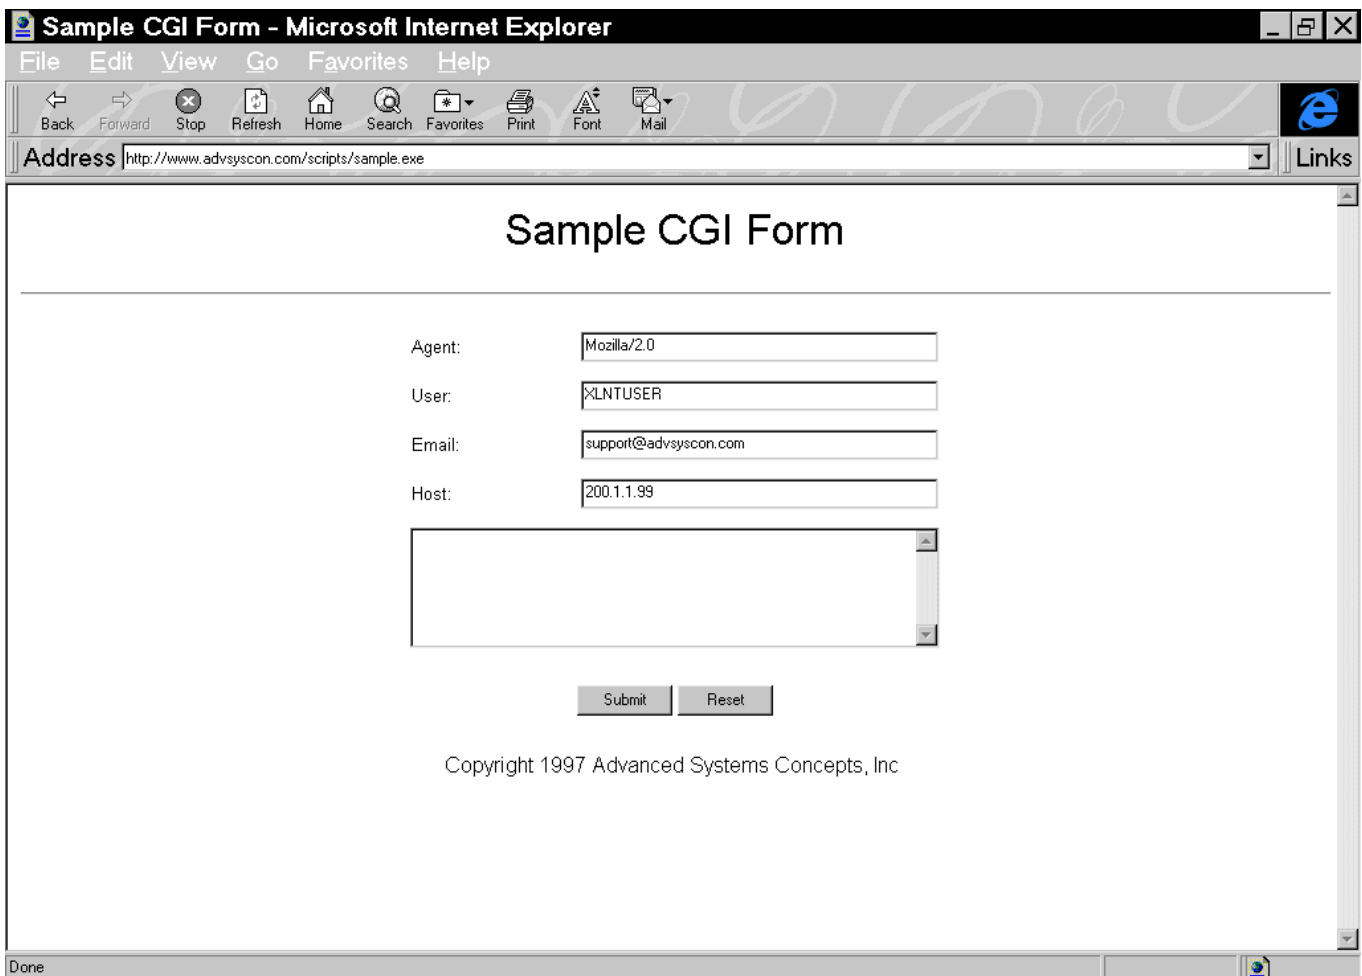 Sample CGI Form - Microsoft Internet Explorer
File Edit View Go Favorites Help
Back Forward Stop Refresh Home Search Favorites Print Font Mail
Address http://www.advsyscon.com/scripts/sample.exe Links
Sample CGI Form
Agent: Mozilla/2.0
User: XLNTUSER
Email: support@advsyscon.com
Host: 200.1.1.99
Submit Reset
Copyright 1997 Advanced Systems Concepts, Inc
Done